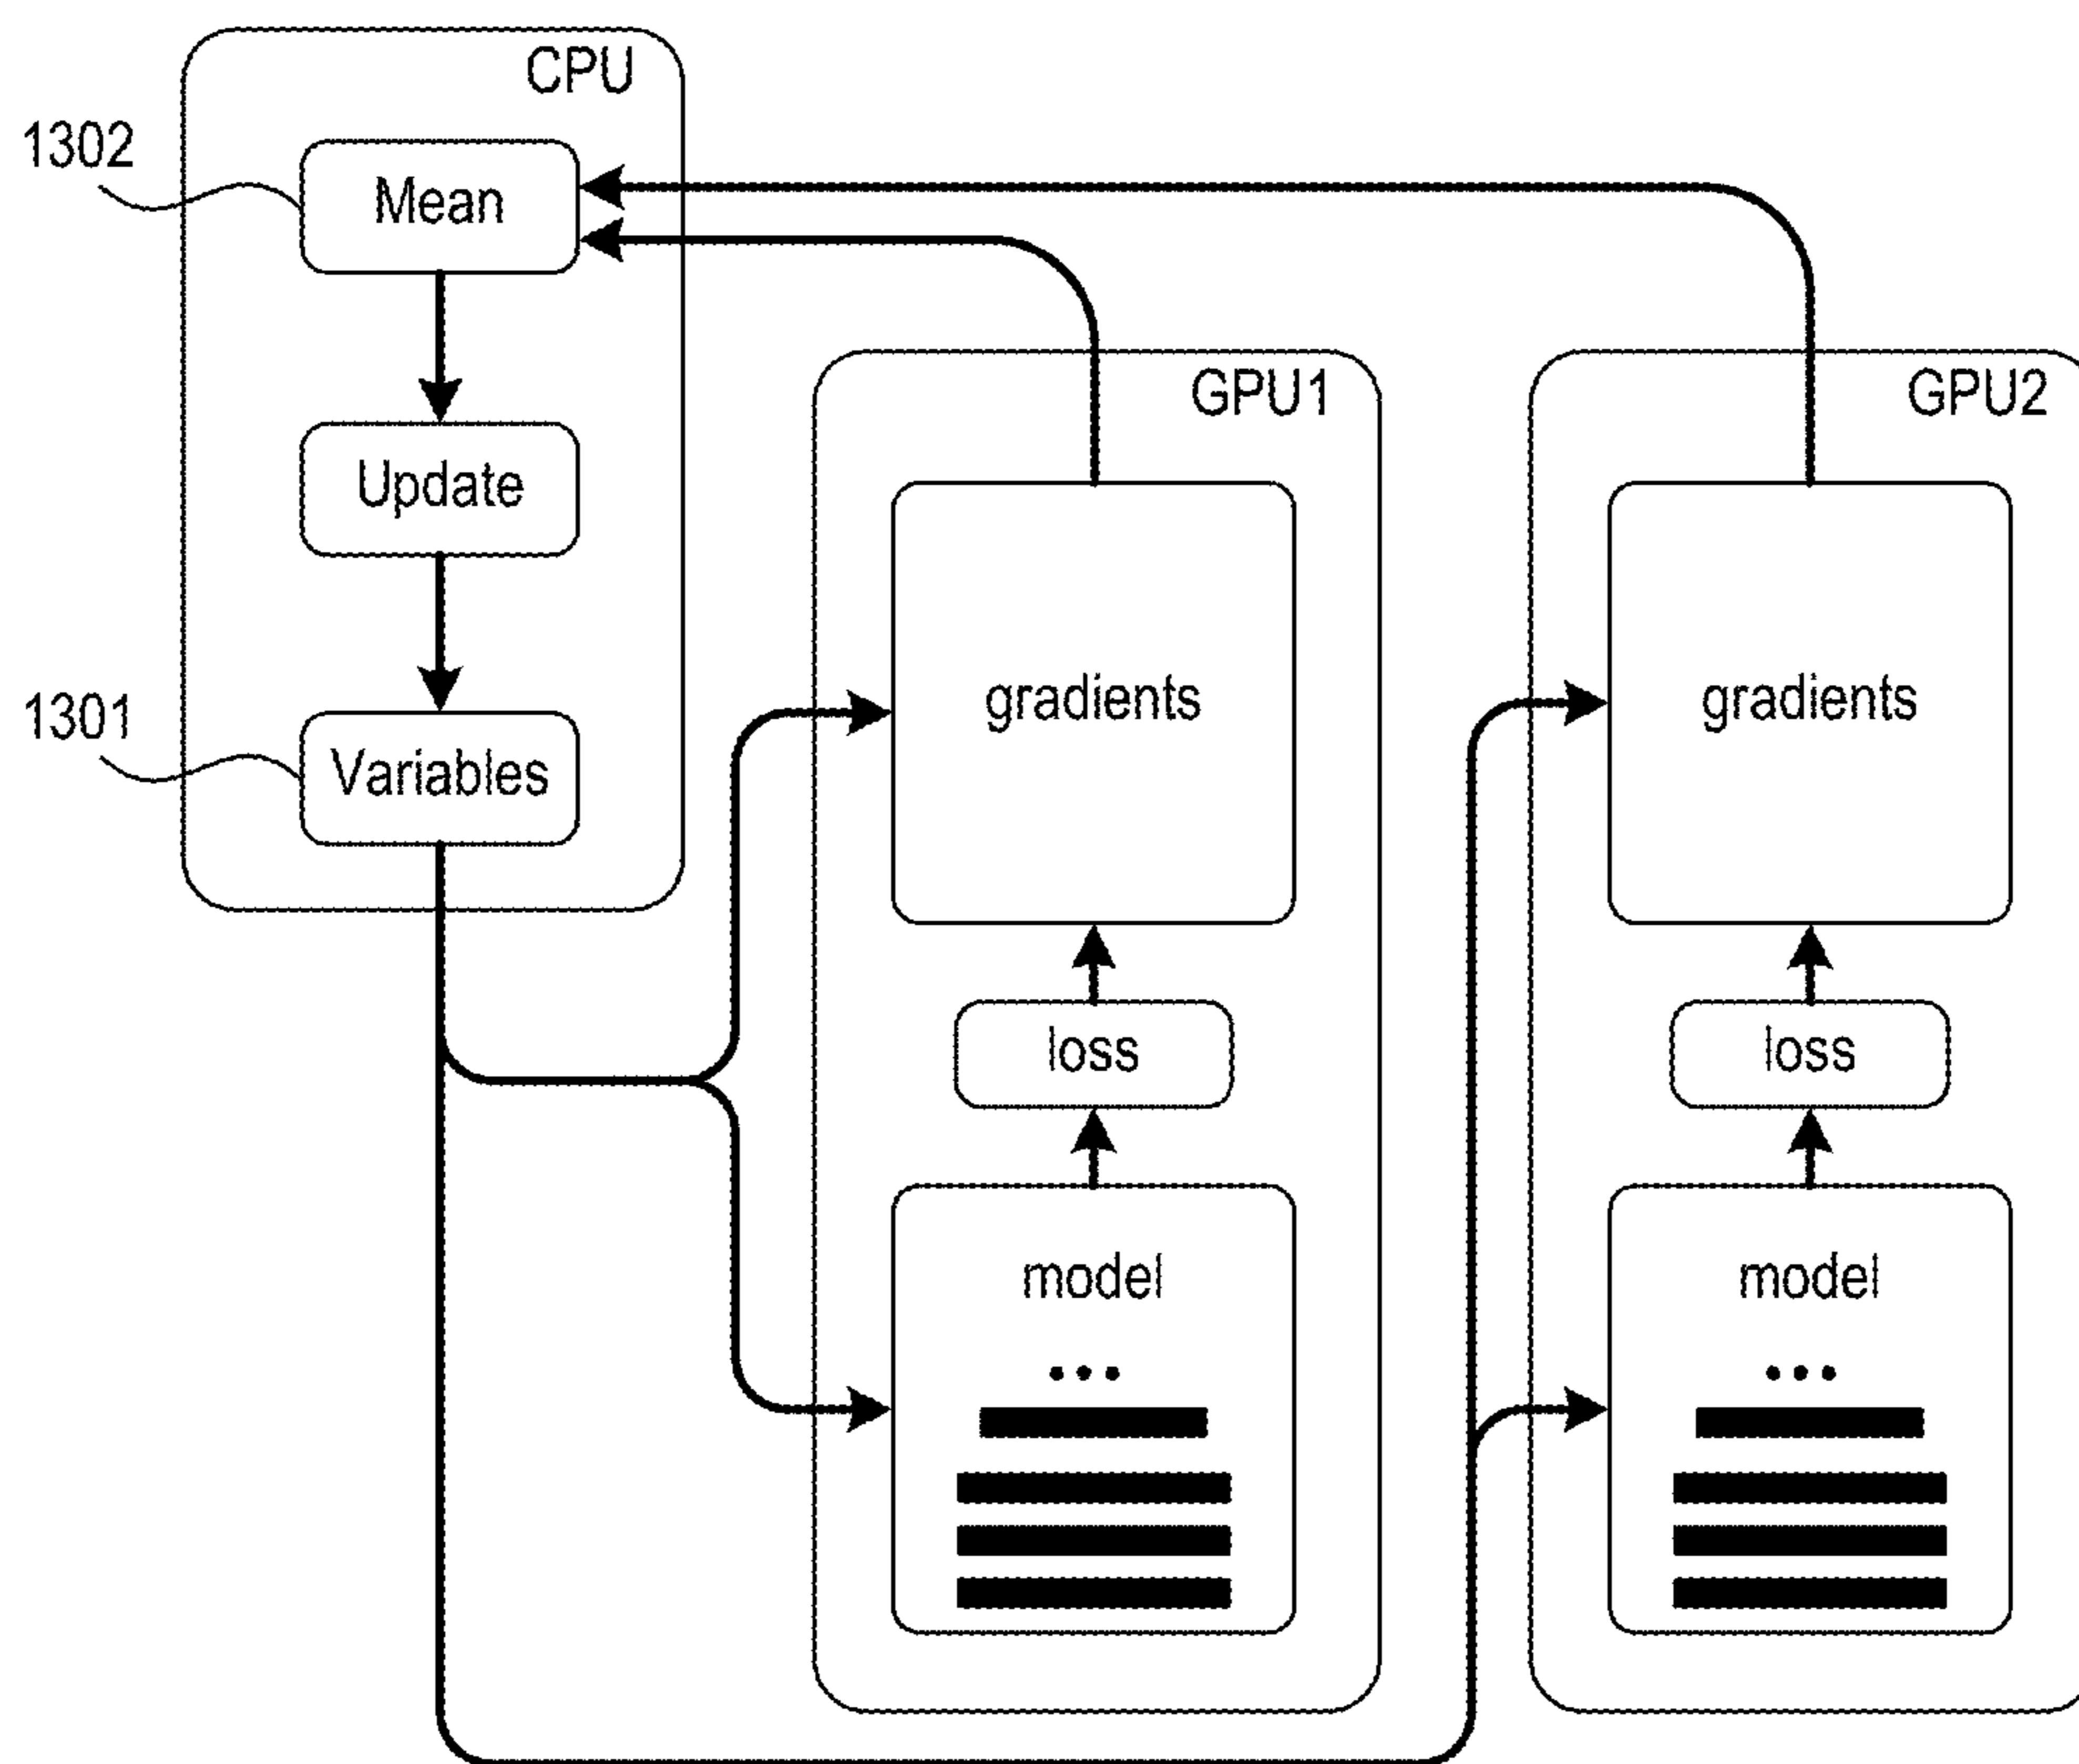 CPU
1302
Mean
Update
1301
Variables
GPU1
gradients
loss
model
...
GPU2
gradients
loss
model
...